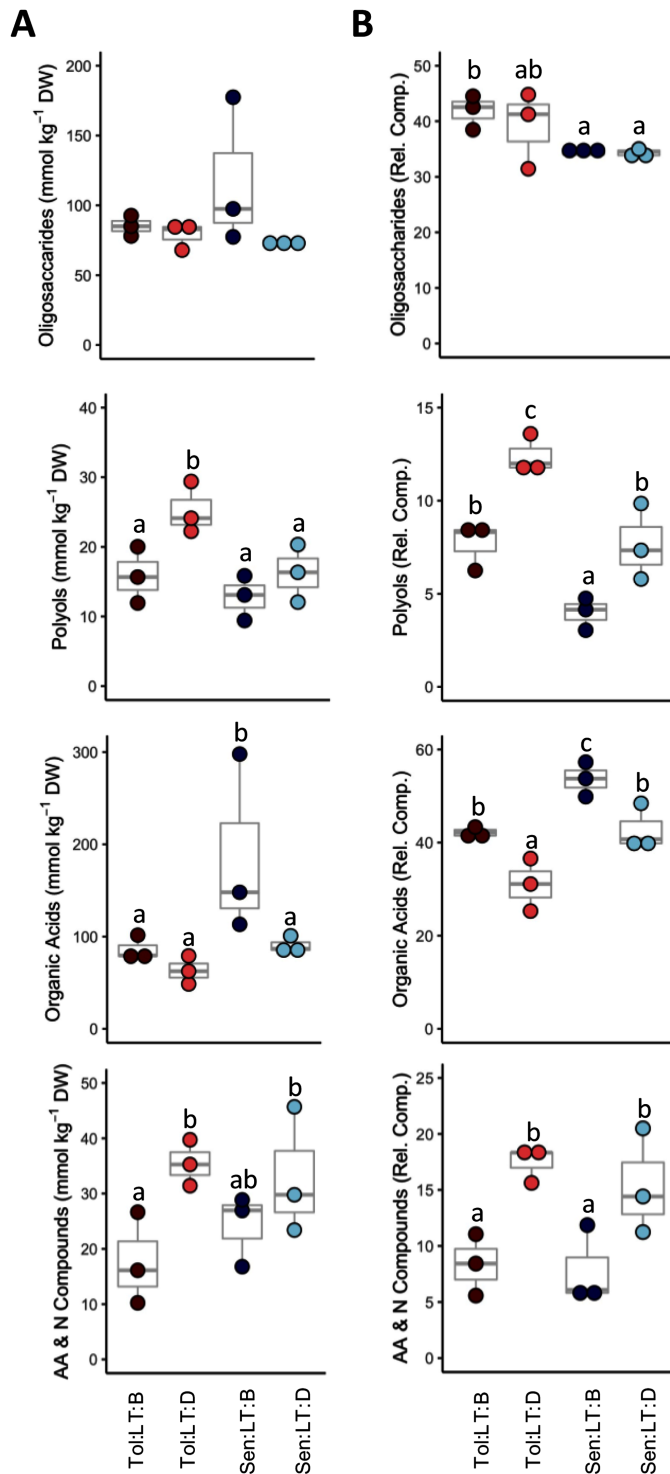 A
B
Oligosaccarides (mmol kg⁻¹ DW)
200
150
100
50
0
Oligosaccharides (Rel. Comp.)
50
40
30
20
10
0
b ab a a
Polyols (mmol kg⁻¹ DW)
40
30
20
10
0
a b a a
Polyols (Rel. Comp.)
15
10
5
0
b c a b
Organic Acids (mmol kg⁻¹ DW)
300
200
100
0
a a b a
Organic Acids (Rel. Comp.)
60
40
20
0
b a c b
AA & N Compounds (mmol kg⁻¹ DW)
50
40
30
20
10
0
a b ab b
AA & N Compounds (Rel. Comp.)
25
20
15
10
5
0
a b a b
Tol:LT:B
Tol:LT:D
Sen:LT:B
Sen:LT:D
Tol:LT:B
Tol:LT:D
Sen:LT:B
Sen:LT:D